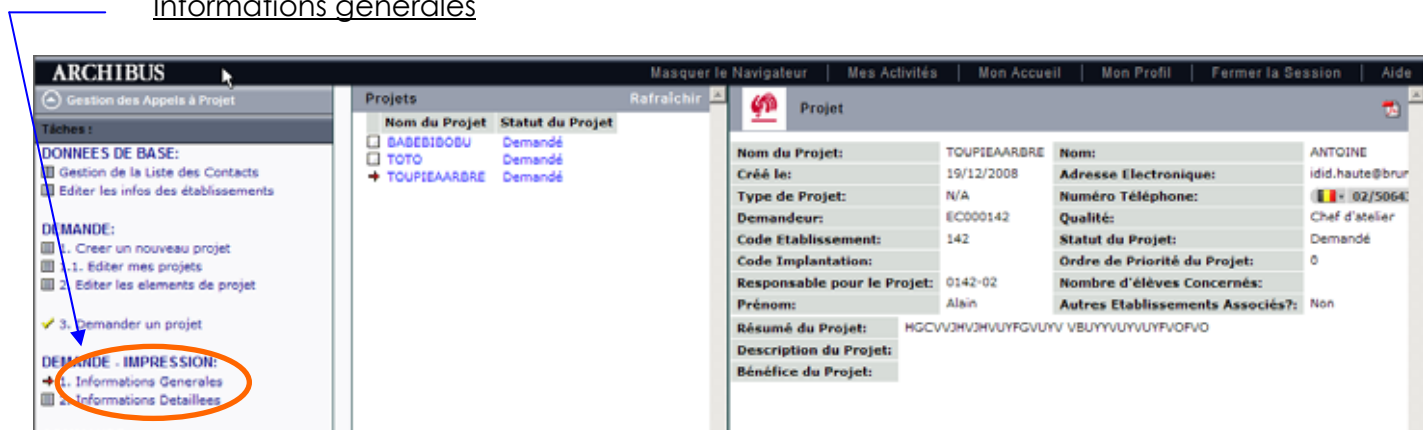 Informations générales
ARCHIBUS
Masquer le Navigateur | Mes Activités | Mon Accueil | Mon Profil | Fermer la Session | Aide
Gestion des Appels à Projet
Tâches :
DONNEES DE BASE:
Gestion de la Liste des Contacts
Editer les infos des établissements
DEMANDE:
1. Creer un nouveau projet
1.1. Editer mes projets
2. Editer les elements de projet
3. Demander un projet
DEMANDE - IMPRESSION:
1. Informations Generales
2. Informations Detaillees
Projets Rafraîchir
Nom du Projet Statut du Projet
BABEBIBOBU Demandé
TOTO Demandé
TOUPIEAARBRE Demandé
Projet
Nom du Projet: TOUPIEAARBRE Nom: ANTOINE
Créé le: 19/12/2008 Adresse Electronique: idid.haute@brur
Type de Projet: N/A Numéro Téléphone: 02/5064
Demandeur: EC000142 Qualité: Chef d'atelier
Code Etablissement: 142 Statut du Projet: Demandé
Code Implantation: Ordre de Priorité du Projet: 0
Responsable pour le Projet: 0142-02 Nombre d'élèves Concernés:
Prénom: Alain Autres Etablissements Associés?: Non
Résumé du Projet:
Description du Projet:
Bénéfice du Projet: